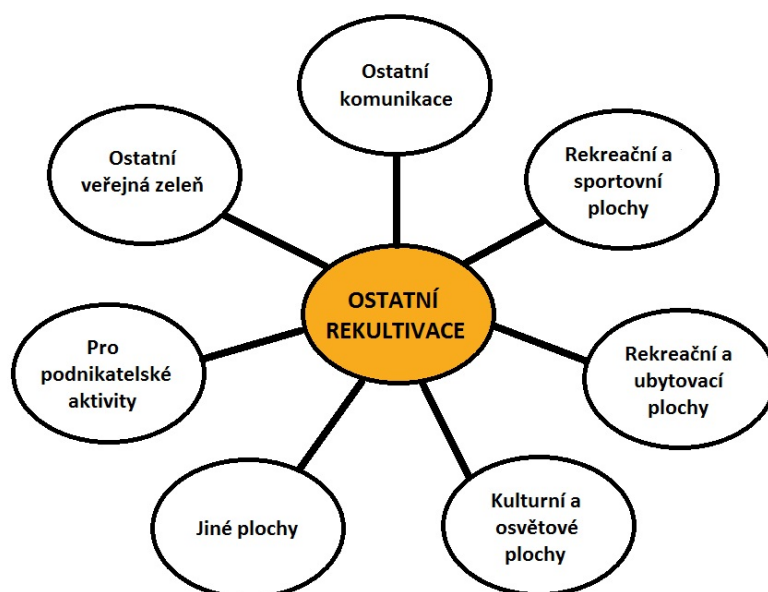 Ostatní
komunikace
Rekreační a
sportovní
plochy
Rekreační a
ubytovací
plochy
Kulturní a
osvětové
plochy
Jiné plochy
Pro
podnikatelské
aktivity
Ostatní
veřejná zeleň
OSTATNÍ
REKULTIVACE